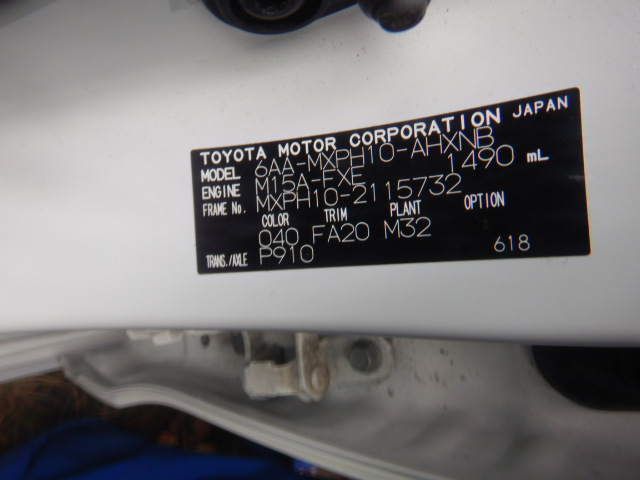 TOYOTA MOTOR CORPORATION JAPAN
MODEL 6AA-MXPH10-AHXNB
ENGINE M15A-FXE 1490 mL
FRAME No. MXPH10-2115732
COLOR TRIM PLANT OPTION
040 FA20 M32
TRANS./AXLE P910 618